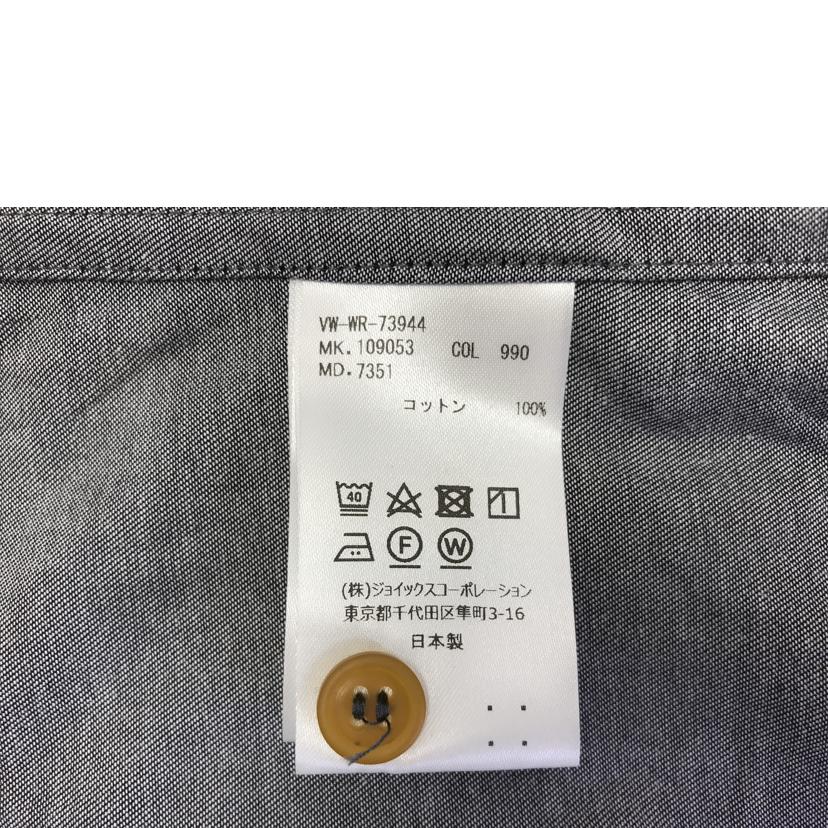 VW-WR-73944
MK.109053 COL 990
MD.7351
コットン 100%
40
F W
(株)ジョイックスコーポレーション
東京都千代田区隼町3-16
日本製